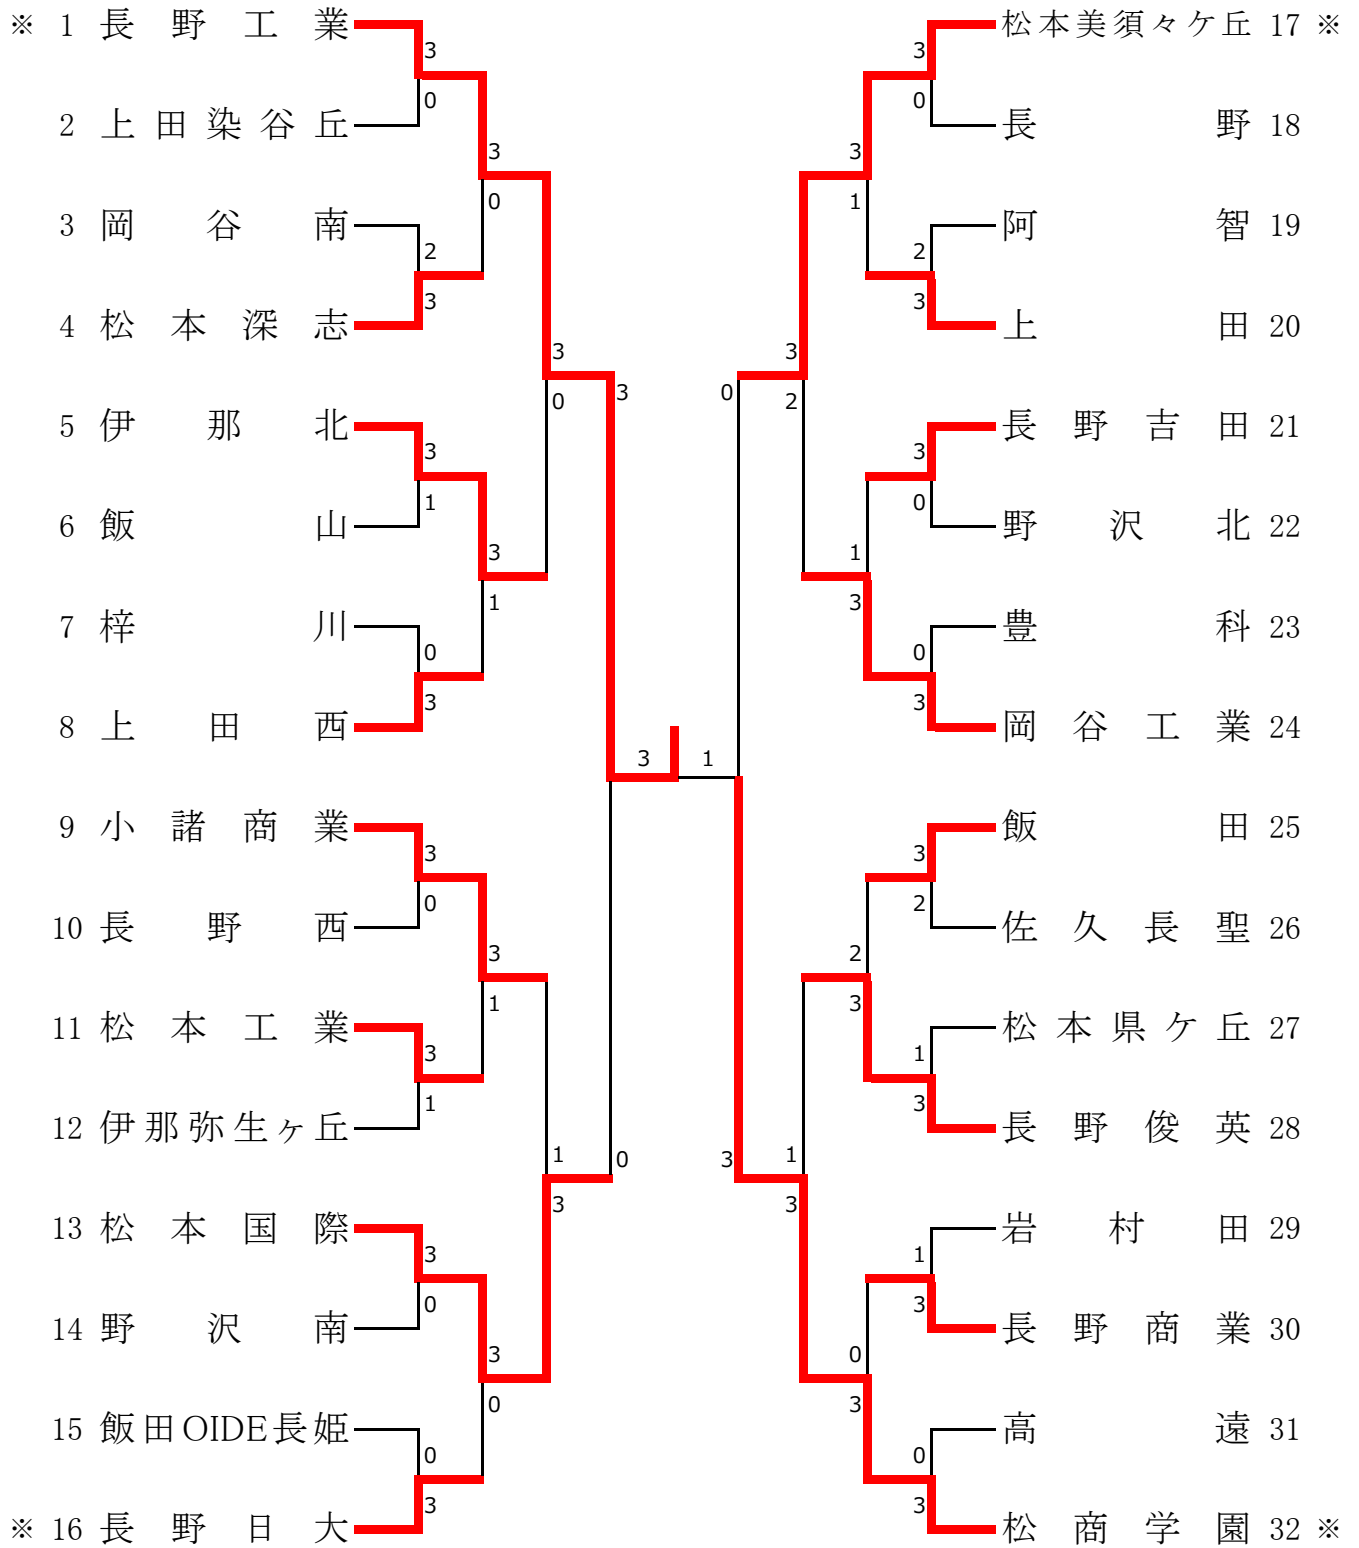 ※ 1 長野工業
3
0
2 上田染谷丘
3
0
3 岡谷南
2
3
4 松本深志
3
0
5 伊那北
3
1
6 飯山
3
1
7 梓川
0
3
8 上田西
3
0
9 小諸商業
3
0
10 長野西
3
1
11 松本工業
3
1
12 伊那弥生ヶ丘
1
3
13 松本国際
3
0
14 野沢南
3
0
15 飯田OIDE長姫
0
3
※ 16 長野日大
3 1
松本美須々ケ丘 17 ※
3
0
長野 18
3
1
阿智 19
2
3
上田 20
3
2
長野吉田 21
3
0
野沢北 22
1
3
豊科 23
0
3
岡谷工業 24
0
3
飯田 25
3
2
佐久長聖 26
2
3
松本県ケ丘 27
1
3
長野俊英 28
1
3
岩村田 29
1
3
長野商業 30
0
3
高遠 31
0
3
松商学園 32 ※